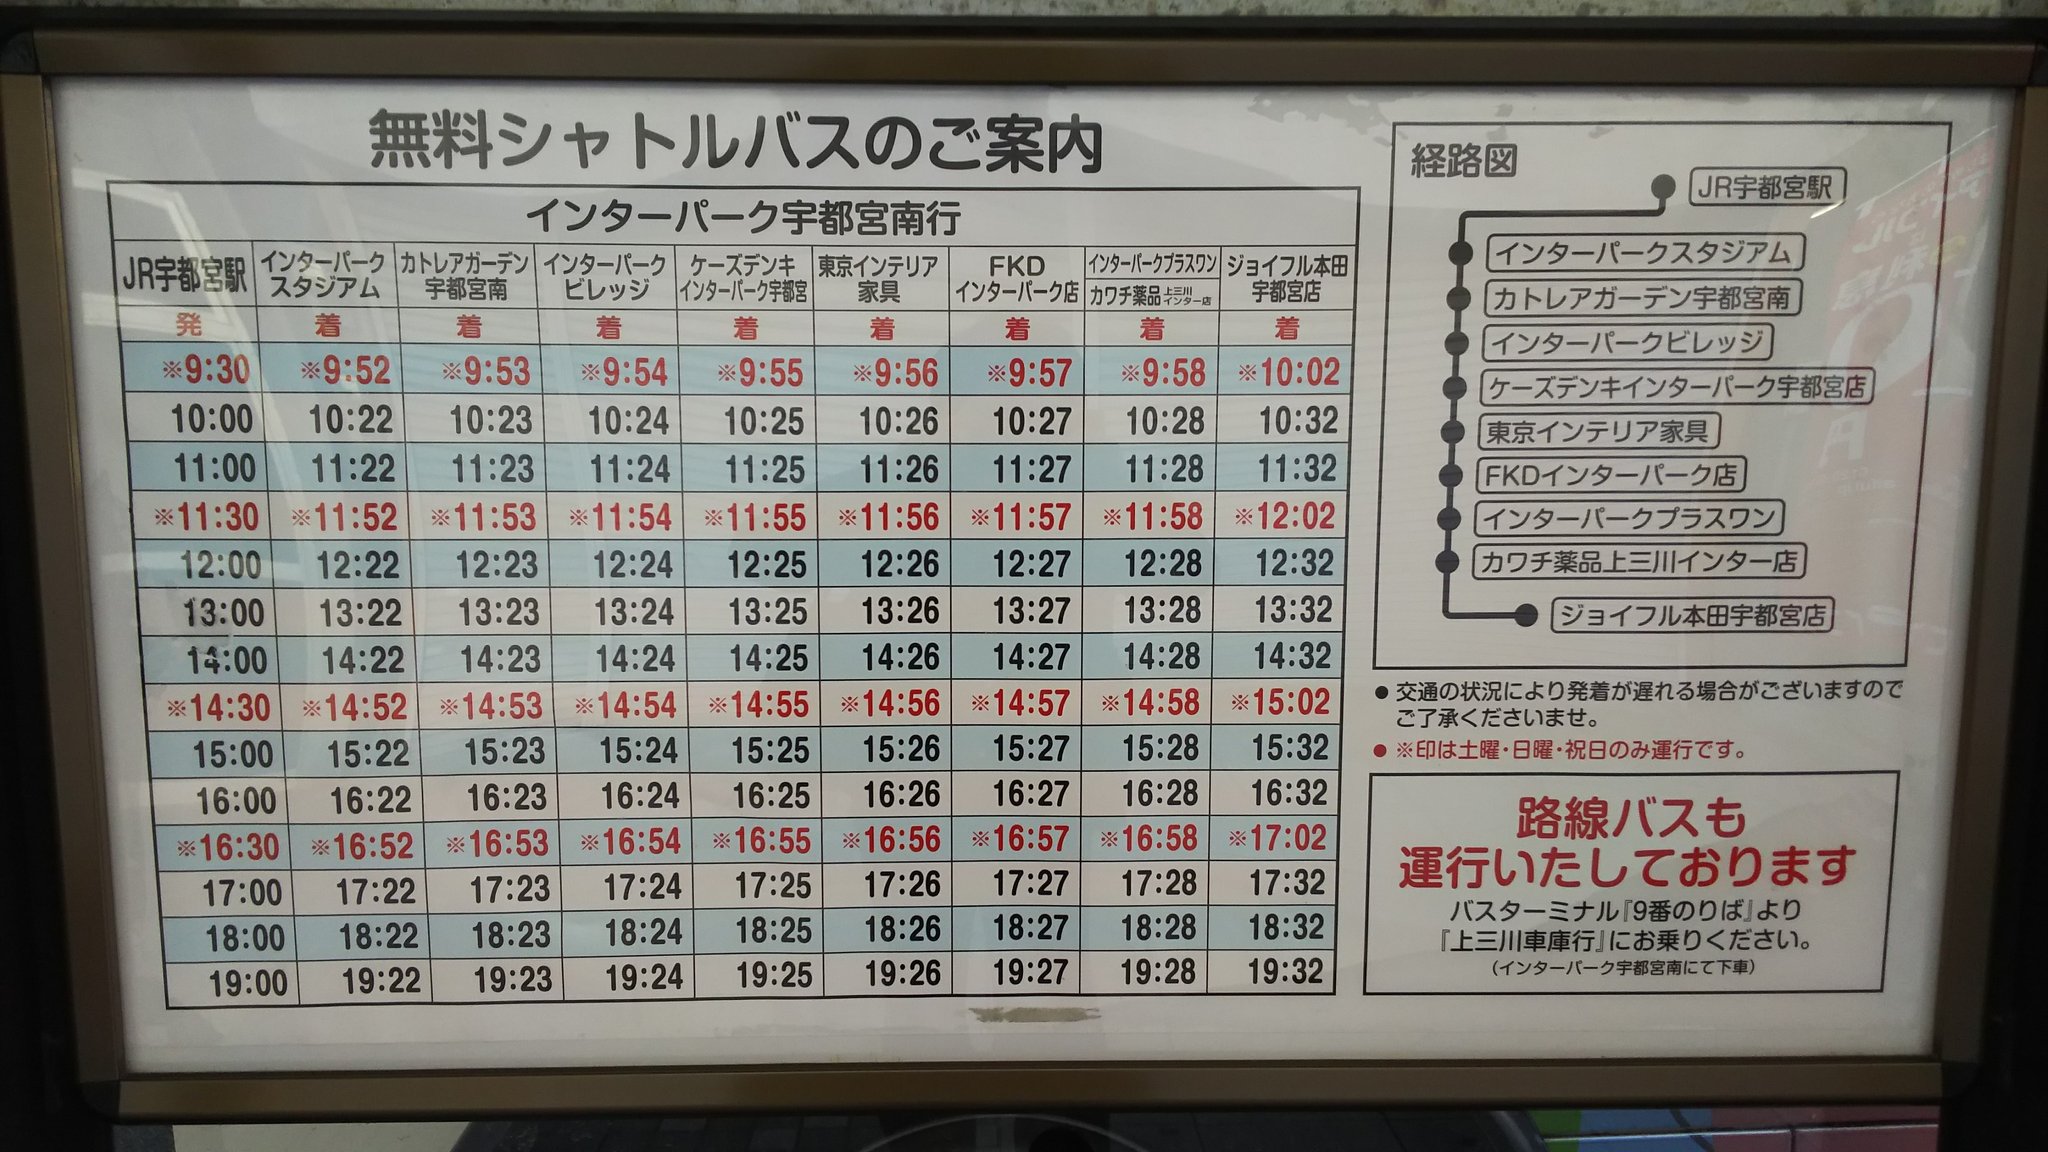 無料シャトルバスのご案内
インターパーク宇都宮南行
JR宇都宮駅 インターパークスタジアム カトレアガーデン宇都宮南 インターパークビレッジ ケーズデンキインターパーク宇都宮 東京インテリア家具 FKDインターパーク店 インターパークプラスワン カワチ薬品上三川インター店 ジョイフル本田宇都宮店
発 着 着 着 着 着 着 着 着
※9:30 ※9:52 ※9:53 ※9:54 ※9:55 ※9:56 ※9:57 ※9:58 ※10:02
10:00 10:22 10:23 10:24 10:25 10:26 10:27 10:28 10:32
11:00 11:22 11:23 11:24 11:25 11:26 11:27 11:28 11:32
※11:30 ※11:52 ※11:53 ※11:54 ※11:55 ※11:56 ※11:57 ※11:58 ※12:02
12:00 12:22 12:23 12:24 12:25 12:26 12:27 12:28 12:32
13:00 13:22 13:23 13:24 13:25 13:26 13:27 13:28 13:32
14:00 14:22 14:23 14:24 14:25 14:26 14:27 14:28 14:32
※14:30 ※14:52 ※14:53 ※14:54 ※14:55 ※14:56 ※14:57 ※14:58 ※15:02
15:00 15:22 15:23 15:24 15:25 15:26 15:27 15:28 15:32
16:00 16:22 16:23 16:24 16:25 16:26 16:27 16:28 16:32
※16:30 ※16:52 ※16:53 ※16:54 ※16:55 ※16:56 ※16:57 ※16:58 ※17:02
17:00 17:22 17:23 17:24 17:25 17:26 17:27 17:28 17:32
18:00 18:22 18:23 18:24 18:25 18:26 18:27 18:28 18:32
19:00 19:22 19:23 19:24 19:25 19:26 19:27 19:28 19:32
経路図
JR宇都宮駅
インターパークスタジアム
カトレアガーデン宇都宮南
インターパークビレッジ
ケーズデンキインターパーク宇都宮店
東京インテリア家具
FKDインターパーク店
インターパークプラスワン
カワチ薬品上三川インター店
ジョイフル本田宇都宮店
●交通の状況により発着が遅れる場合がございますので
ご了承くださいませ。
●※印は土曜・日曜・祝日のみ運行です。
路線バスも
運行いたしております
バスターミナル『9番のりば』より
『上三川車庫行』にお乗りください。
(インターパーク宇都宮南にて下車)